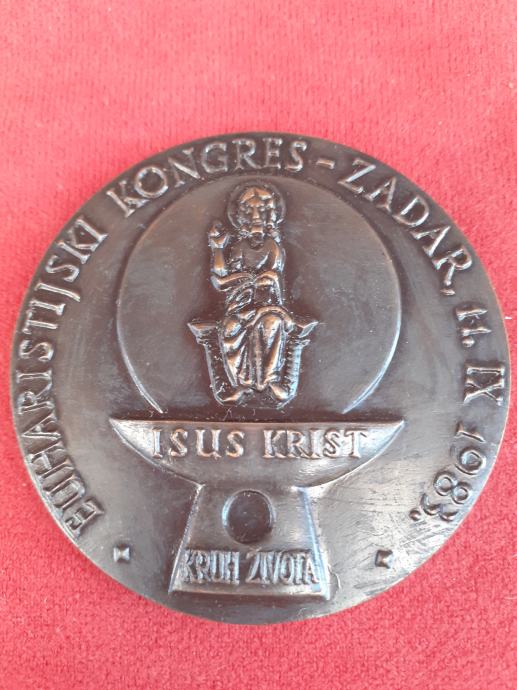 EUHARISTIJSKI KONGRES - ZADAR, 11. IX 1983.
ISUS KRIST
KRUH ŽIVOTA